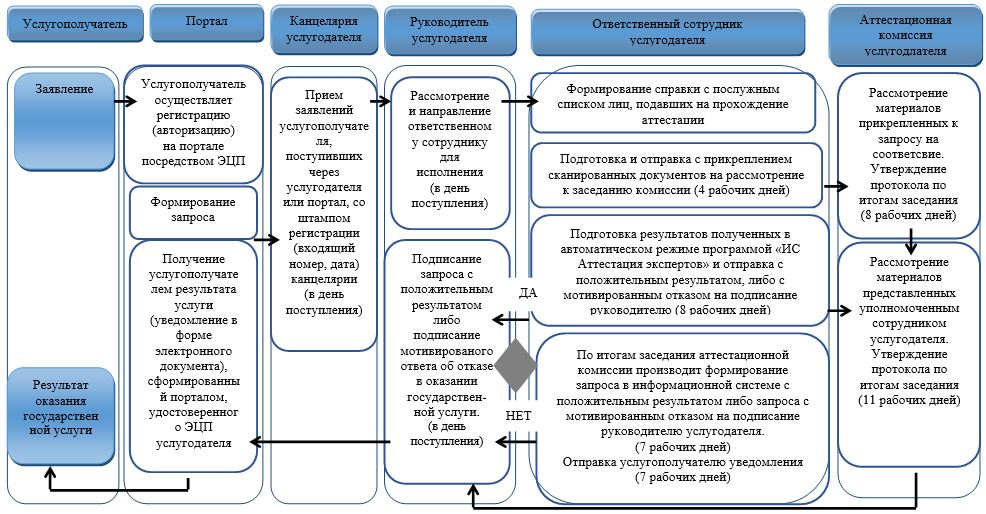 Услугополучатель
Портал
Канцелярия
услугодателя
Руководитель
услугодателя
Ответственный сотрудник
услугодателя
Аттестационная
комиссия
услугодлателя
Заявление
Результат
оказания
государствен
ной услуги
Услугополучатель
осуществляет
регистрацию
(авторизацию)
на портале
посредством ЭЦП
Формирование
запроса
Получение
услугополучате
лем результата
услуги
(уведомление в
форме
электронного
документа),
сформированны
й порталом,
удостоверенног
о ЭЦП
услугодателя
Прием
заявлений
услугополучате
ля,
поступивших
через
услугодателя
или портал, со
штампом
регистрации
(входящий
номер, дата)
канцелярии
(в день
поступления)
Рассмотрение
и направление
ответственном
у сотруднику
для
исполнения
(в день
поступления)
Подписание
запроса с
положительным
результатом
либо
подписание
мотивированого
ответа об отказе
в оказании
государствен-
ной услуги.
(в день
поступления)
ДА
НЕТ
Формирование справки с послужным
списком лиц, подавших на прохождение
аттестации
Подготовка и отправка с прикреплением
сканированных документов на рассмотрение
к заседанию комиссии (4 рабочих дней)
Подготовка результатов полученных в
автоматическом режиме программой «ИС
Аттестация экспертов» и отправка с
положительным результатом, либо с
мотивированным отказом на подписание
руководителю (8 рабочих дней)
По итогам заседания аттестационной
комиссии производит формирование
запроса в информационной системе с
положительным результатом либо запроса с
мотивированным отказом на подписание
руководителю услугодателя.
(7 рабочих дней)
Отправка услугополучателю уведомления
(7 рабочих дней)
Рассмотрение
материалов
прикрепленных к
запросу на
соответсвие.
Утверждение
протокола по
итогам заседания
(8 рабочих дней)
Рассмотрение
материалов
представленных
уполномоченным
сотрудником
услугодателя.
Утверждение
протокола по
итогам заседания
(11 рабочих дней)